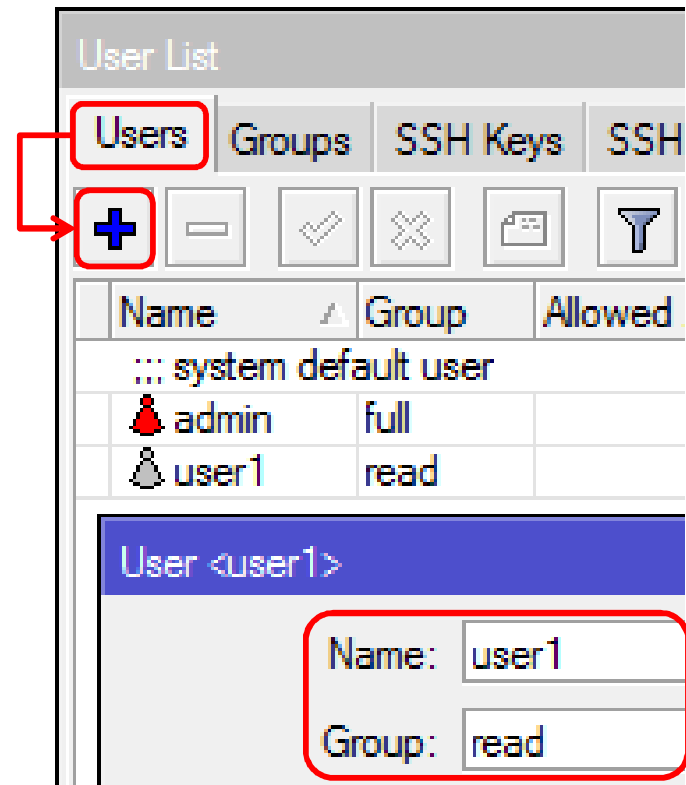 User List
Users Groups SSH Keys SSH
Name Group Allowed
;;; system default user
admin full
user1 read
User <user1>
Name: user1
Group: read